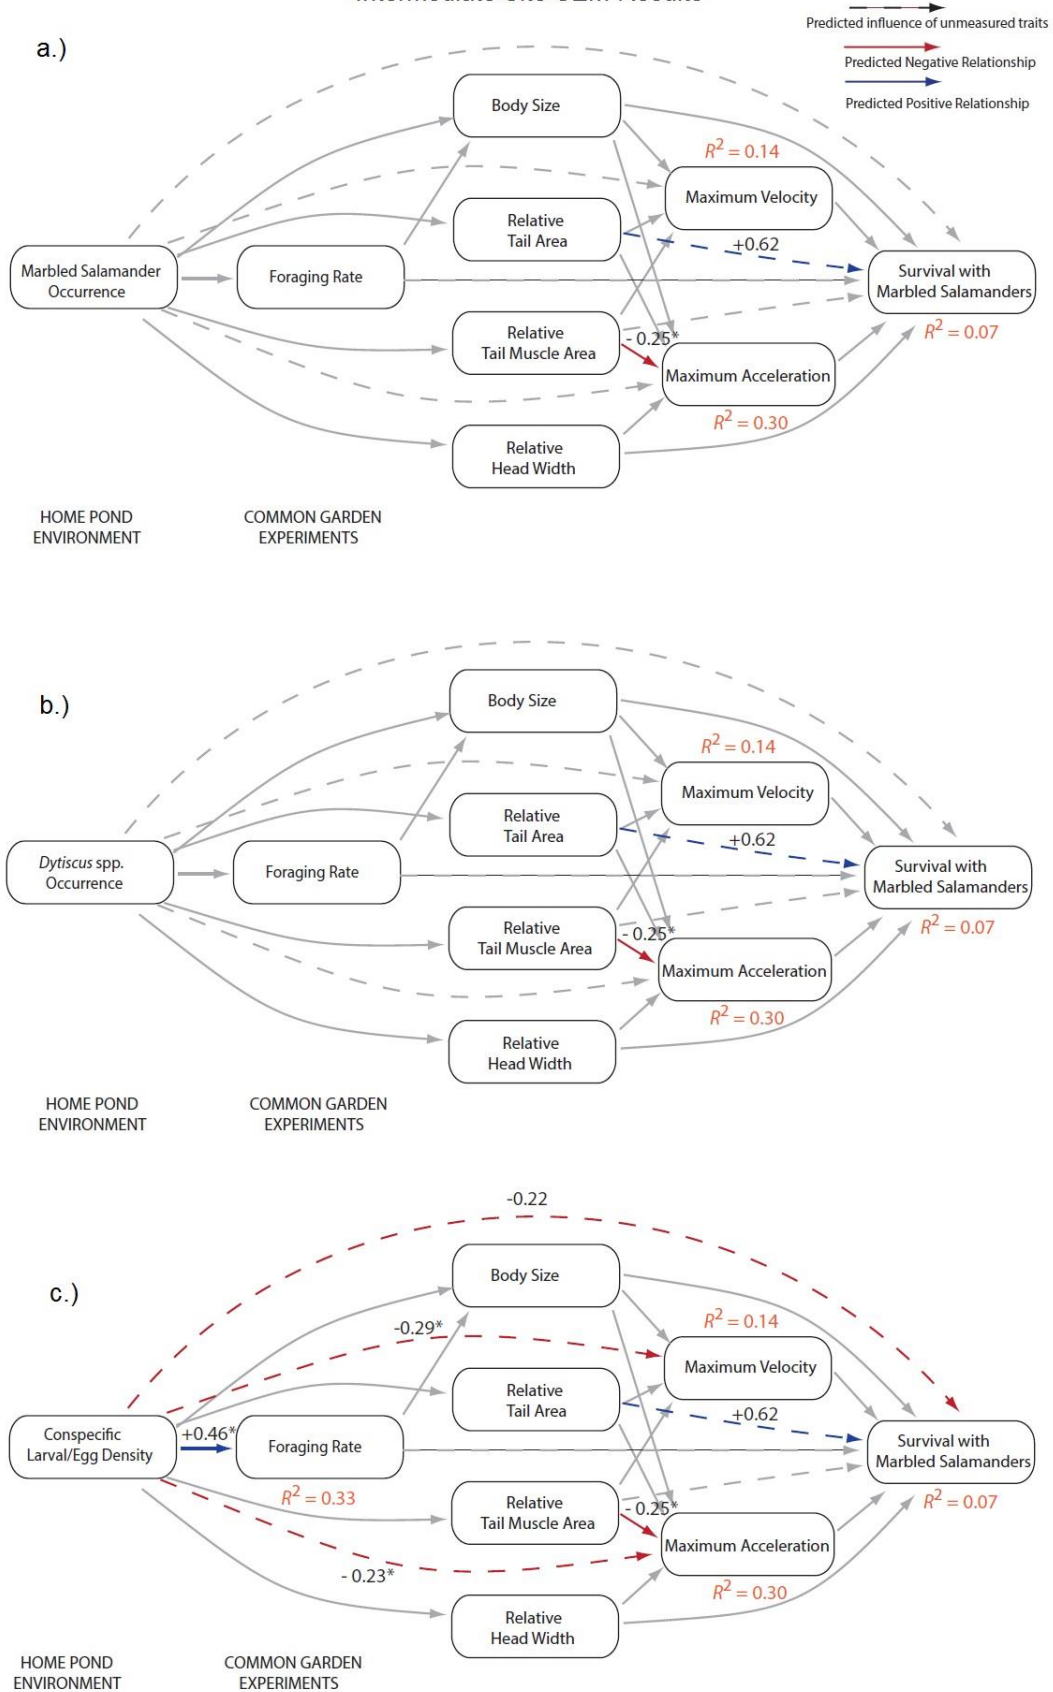 Intermediate Site SEM Results
Predicted influence of unmeasured traits
Predicted Negative Relationship
Predicted Positive Relationship
a.)
Body Size
R² = 0.14
Maximum Velocity
Relative
Tail Area
+0.62
Marbled Salamander
Occurrence
Foraging Rate
Survival with
Marbled Salamanders
R² = 0.07
Relative
Tail Muscle Area
- 0.25*
Maximum Acceleration
R² = 0.30
Relative
Head Width
HOME POND
ENVIRONMENT
COMMON GARDEN
EXPERIMENTS
b.)
Body Size
R² = 0.14
Maximum Velocity
Relative
Tail Area
+0.62
Dytiscus spp.
Occurrence
Foraging Rate
Survival with
Marbled Salamanders
R² = 0.07
Relative
Tail Muscle Area
- 0.25*
Maximum Acceleration
R² = 0.30
Relative
Head Width
HOME POND
ENVIRONMENT
COMMON GARDEN
EXPERIMENTS
-0.22
c.)
Body Size
-0.29*
R² = 0.14
Maximum Velocity
Relative
Tail Area
+0.62
Conspecific
Larval/Egg Density
+0.46*
Foraging Rate
R² = 0.33
Survival with
Marbled Salamanders
R² = 0.07
Relative
Tail Muscle Area
- 0.25*
Maximum Acceleration
- 0.23*
R² = 0.30
Relative
Head Width
HOME POND
ENVIRONMENT
COMMON GARDEN
EXPERIMENTS